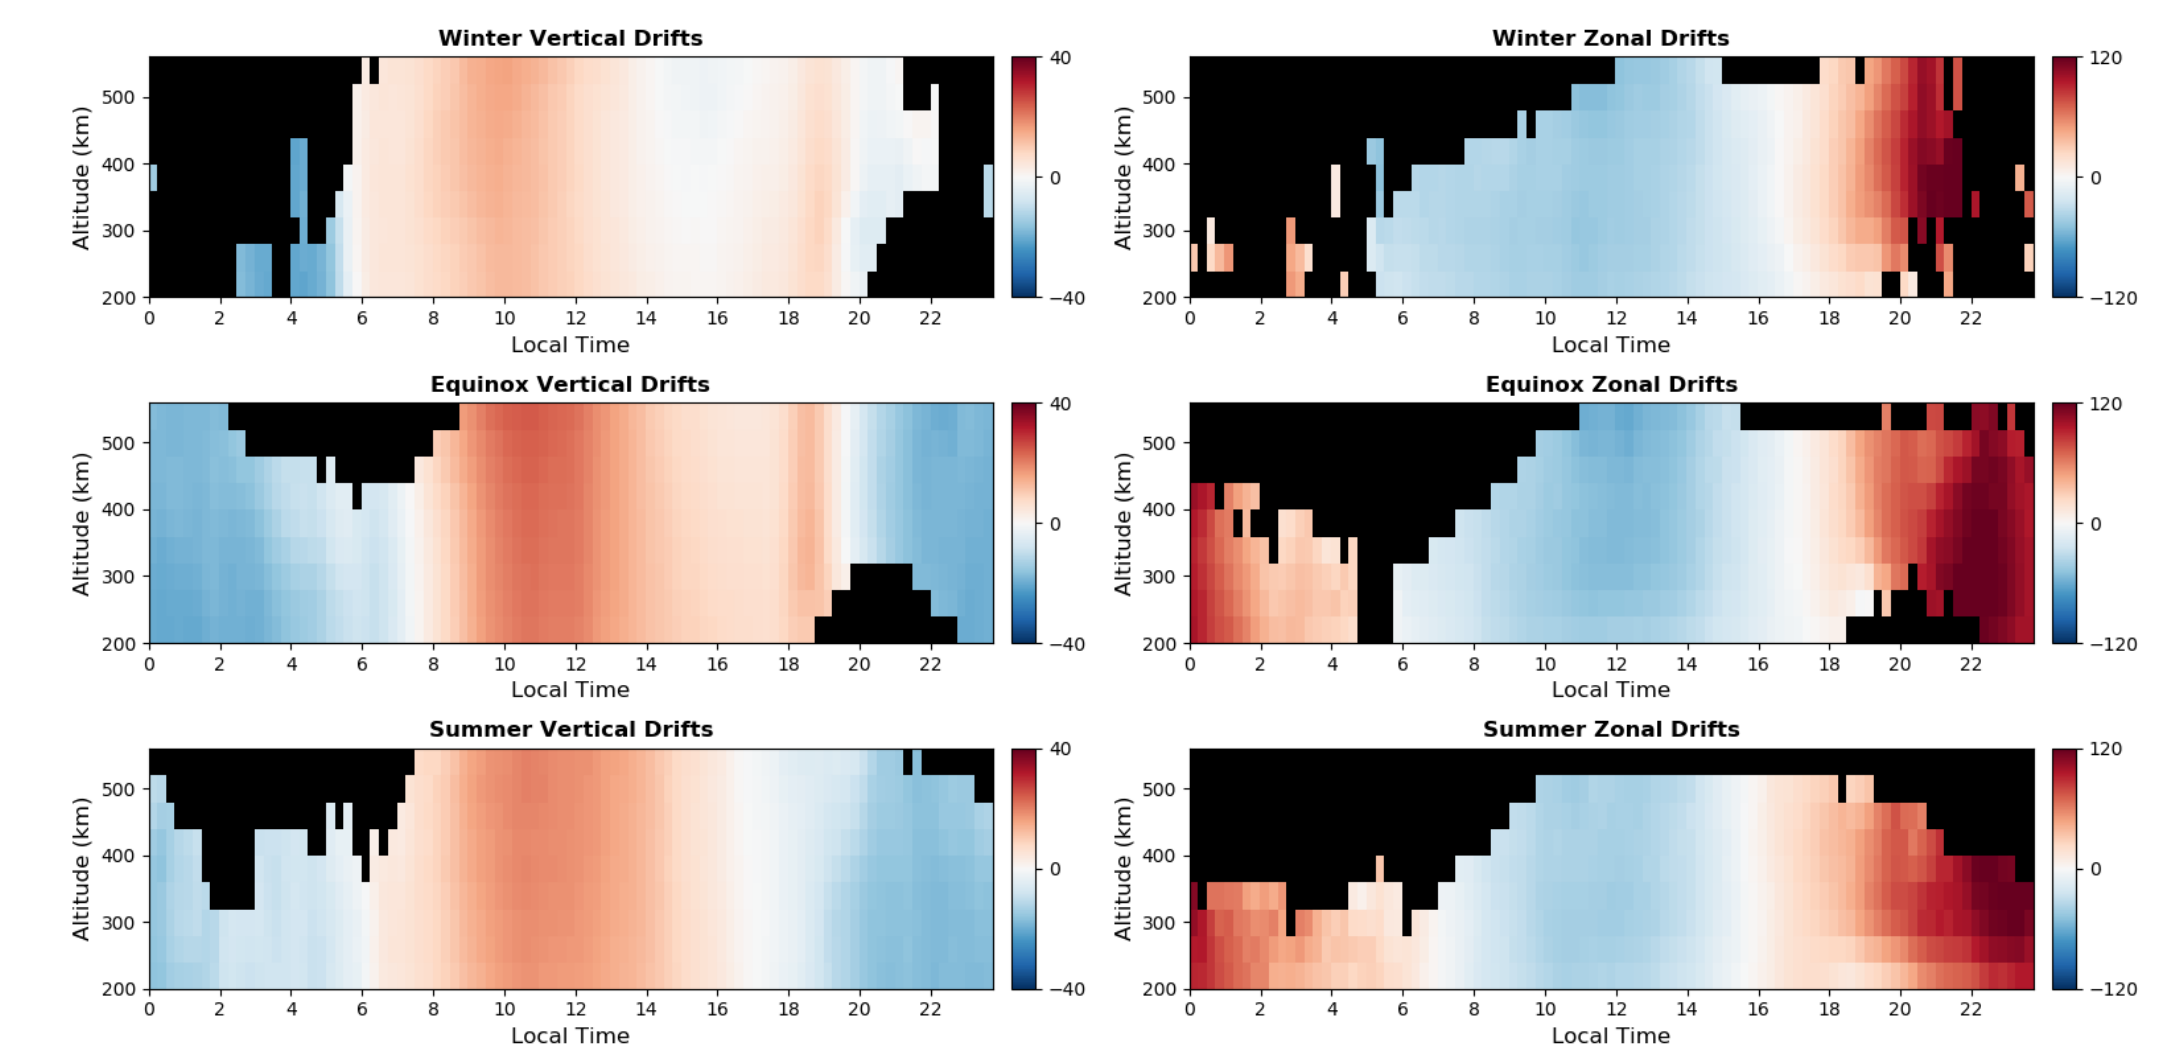 Winter Vertical Drifts
Altitude (km)
500
400
300
200
0 2 4 6 8 10 12 14 16 18 20 22
Local Time
40
0
−40
Winter Zonal Drifts
Altitude (km)
500
400
300
200
0 2 4 6 8 10 12 14 16 18 20 22
Local Time
120
0
−120
Equinox Vertical Drifts
Altitude (km)
500
400
300
200
0 2 4 6 8 10 12 14 16 18 20 22
Local Time
40
0
−40
Equinox Zonal Drifts
Altitude (km)
500
400
300
200
0 2 4 6 8 10 12 14 16 18 20 22
Local Time
120
0
−120
Summer Vertical Drifts
Altitude (km)
500
400
300
200
0 2 4 6 8 10 12 14 16 18 20 22
Local Time
40
0
−40
Summer Zonal Drifts
Altitude (km)
500
400
300
200
0 2 4 6 8 10 12 14 16 18 20 22
Local Time
120
0
−120